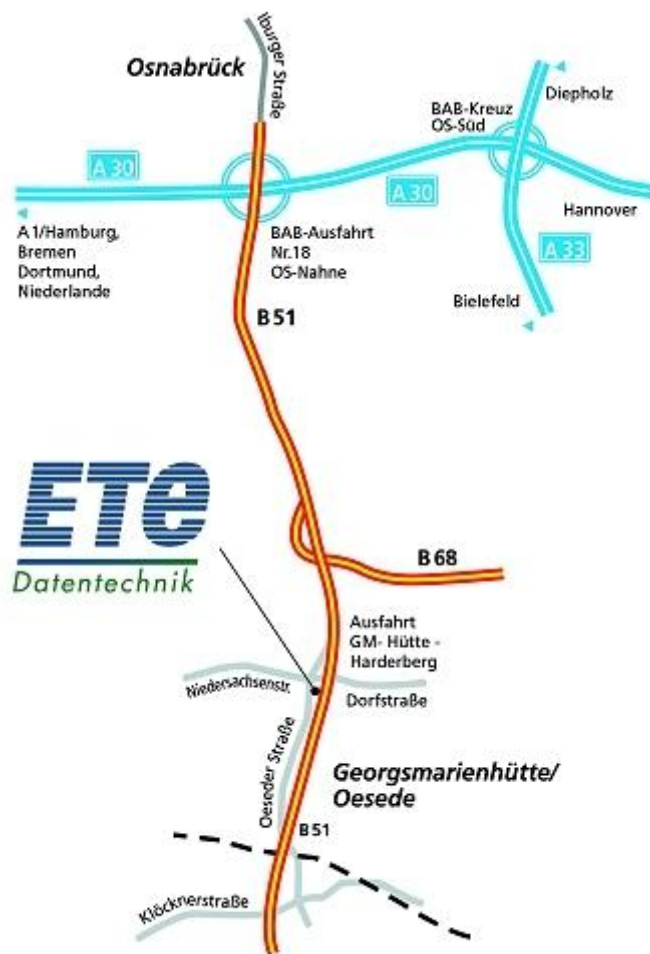 Iburger Straße
Osnabrück
Diepholz
BAB-Kreuz
OS-Süd
A 30
A 30
Hannover
A 1/Hamburg,
Bremen
Dortmund,
Niederlande
BAB-Ausfahrt
Nr.18
OS-Nahne
A 33
Bielefeld
B 51
ETe
Datentechnik
B 68
Ausfahrt
GM- Hütte -
Harderberg
Niedersachsenstr.
Dorfstraße
Oeseder Straße
Georgsmarienhütte/
Oesede
B 51
Klöcknerstraße